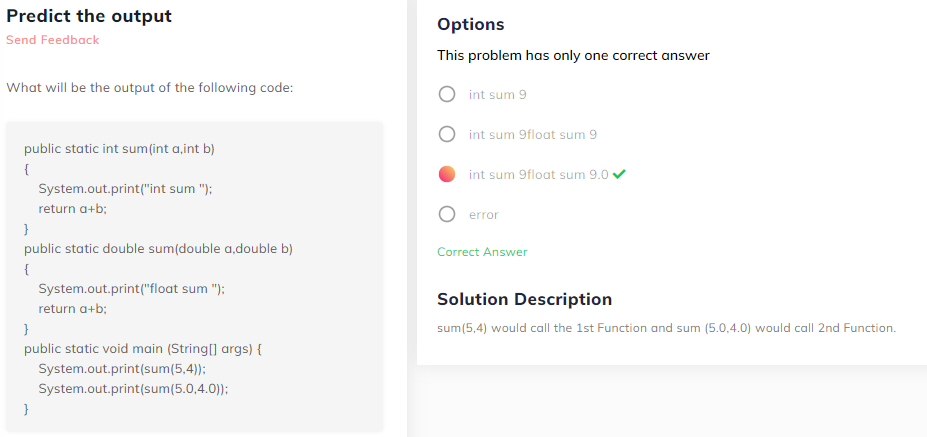 Predict the output
Send Feedback
What will be the output of the following code:
public static int sum(int a,int b)
{
System.out.print("int sum ");
return a+b;
}
public static double sum(double a,double b)
{
System.out.print("float sum ");
return a+b;
}
public static void main (String[] args) {
System.out.print(sum(5,4));
System.out.print(sum(5.0,4.0));
}
Options
This problem has only one correct answer
int sum 9
int sum 9float sum 9
int sum 9float sum 9.0
error
Correct Answer
Solution Description
sum(5,4) would call the 1st Function and sum (5.0,4.0) would call 2nd Function.